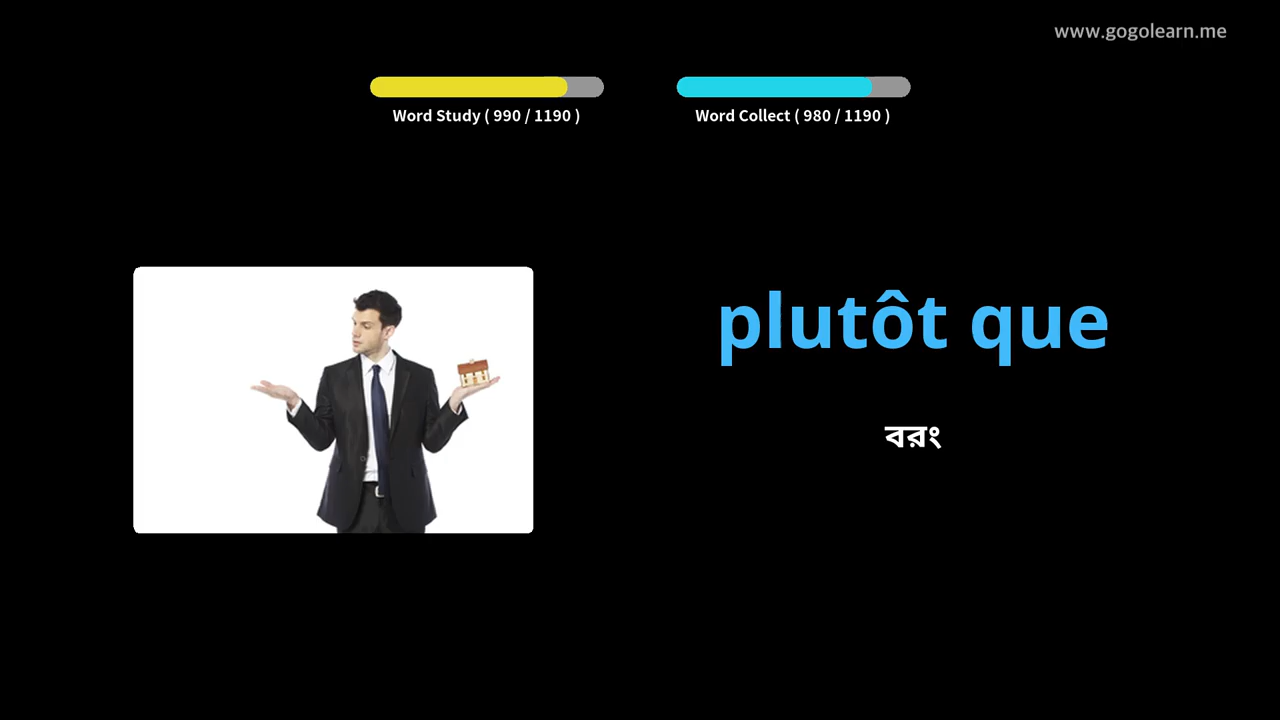 www.gogolearn.me
Word Study ( 990 / 1190 )
Word Collect ( 980 / 1190 )
plutôt que
বরং